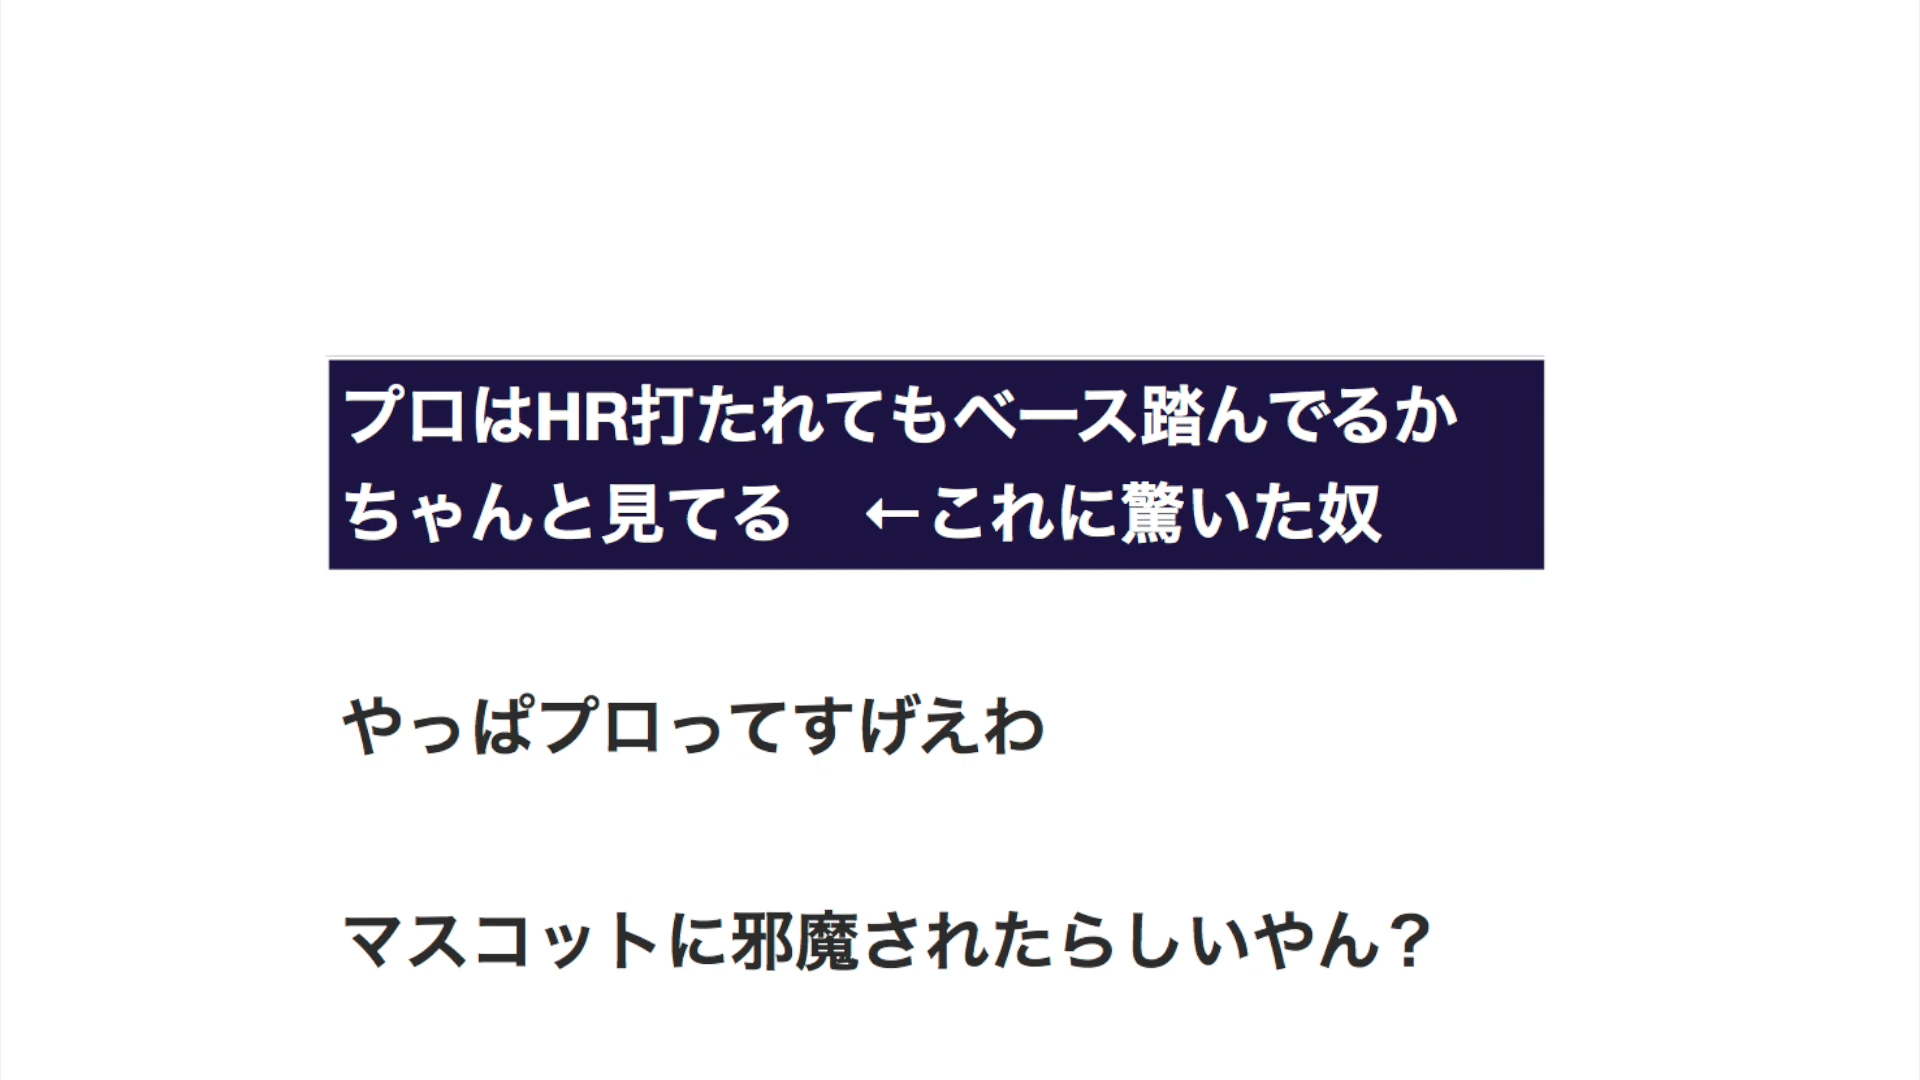 プロはHR打たれてもベース踏んでるか
ちゃんと見てる　←これに驚いた奴
やっぱプロってすげえわ
マスコットに邪魔されたらしいやん？